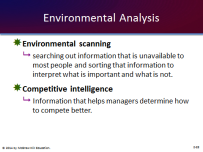 Environmental Analysis
Environmental scanning
searching out information that is unavailable to
most people and sorting that information to
interpret what is important and what is not.
Competitive intelligence
Information that helps managers determine how
to compete better.